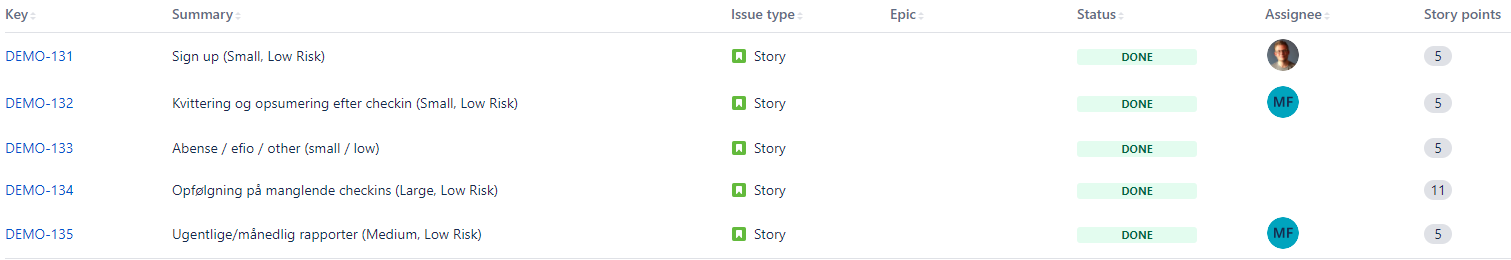 Key Summary Issue type Epic Status Assignee Story points
DEMO-131 Sign up (Small, Low Risk) Story DONE 5
DEMO-132 Kvittering og opsumering efter checkin (Small, Low Risk) Story DONE MF 5
DEMO-133 Abense / efio / other (small / low) Story DONE 5
DEMO-134 Opfølgning på manglende checkins (Large, Low Risk) Story DONE 11
DEMO-135 Ugentlige/månedlig rapporter (Medium, Low Risk) Story DONE MF 5